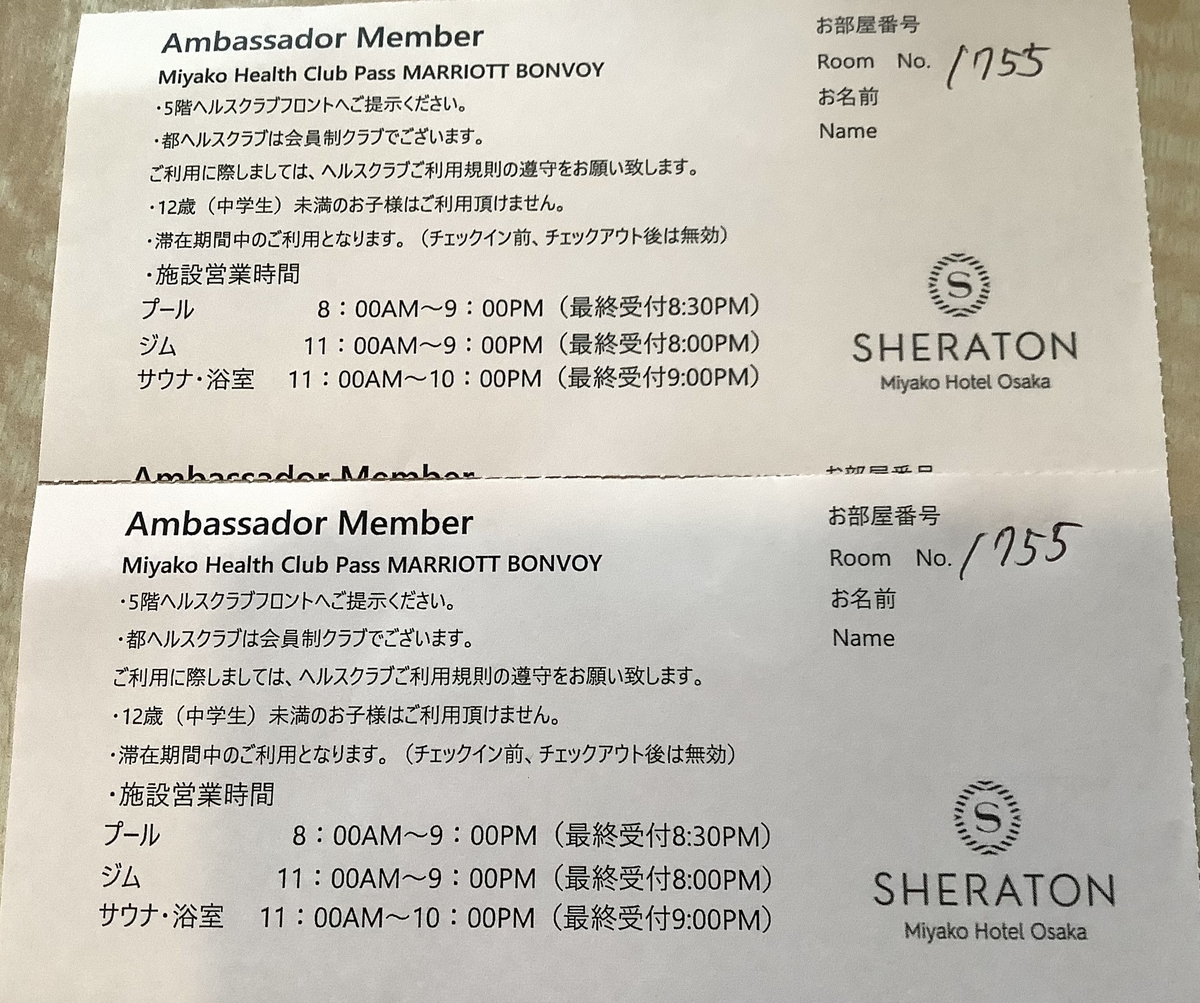 Ambassador Member
Miyako Health Club Pass MARRIOTT BONVOY
・5階ヘルスクラブフロントへご提示ください。
・都ヘルスクラブは会員制クラブでございます。
ご利用に際しましては、ヘルスクラブご利用規則の遵守をお願い致します。
・12歳（中学生）未満のお子様はご利用頂けません。
・滞在期間中のご利用となります。（チェックイン前、チェックアウト後は無効）
・施設営業時間
プール 8：00AM～9：00PM（最終受付8:30PM）
ジム 11：00AM～9：00PM（最終受付8:00PM）
サウナ・浴室 11：00AM～10：00PM（最終受付9:00PM）
お部屋番号
Room No. 1755
お名前
Name
S
SHERATON
Miyako Hotel Osaka
Ambassador Member
お部屋番号
Ambassador Member
Miyako Health Club Pass MARRIOTT BONVOY
・5階ヘルスクラブフロントへご提示ください。
・都ヘルスクラブは会員制クラブでございます。
ご利用に際しましては、ヘルスクラブご利用規則の遵守をお願い致します。
・12歳（中学生）未満のお子様はご利用頂けません。
・滞在期間中のご利用となります。（チェックイン前、チェックアウト後は無効）
・施設営業時間
プール 8：00AM～9：00PM（最終受付8:30PM）
ジム 11：00AM～9：00PM（最終受付8:00PM）
サウナ・浴室 11：00AM～10：00PM（最終受付9:00PM）
お部屋番号
Room No. 1755
お名前
Name
S
SHERATON
Miyako Hotel Osaka